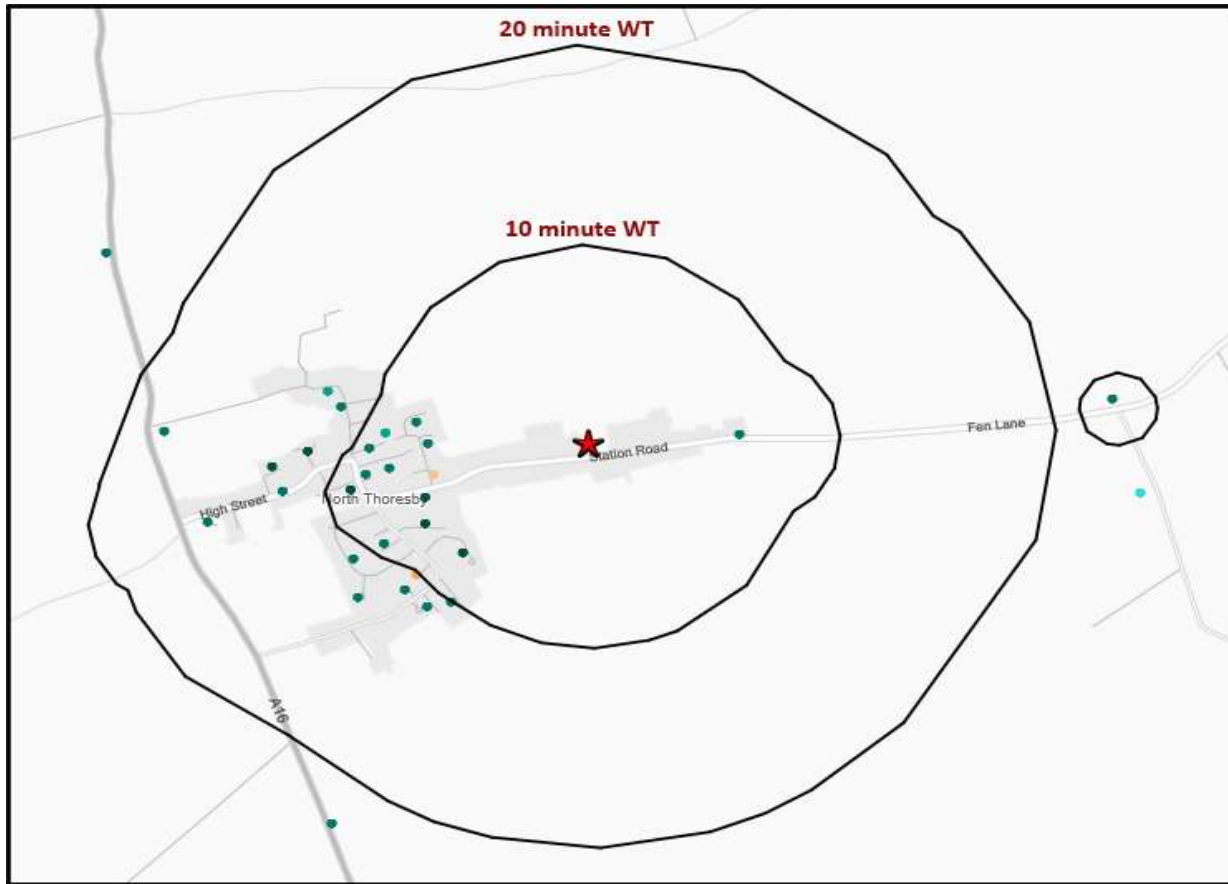 20 minute WT
10 minute WT
Fen Lane
Station Road
North Thoresby
High Street
A16